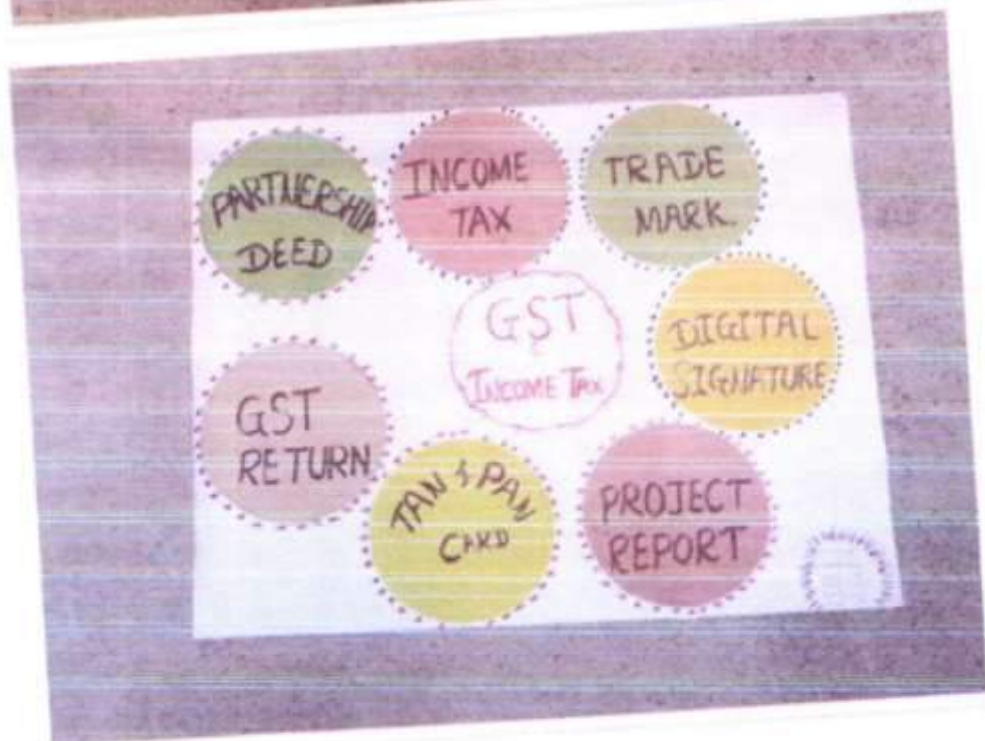 PARTNERSHIP
DEED
INCOME
TAX
TRADE
MARK
GST
INCOME TAX
DIGITAL
SIGNATURE
GST
RETURN
TAN & PAN
CARD
PROJECT
REPORT